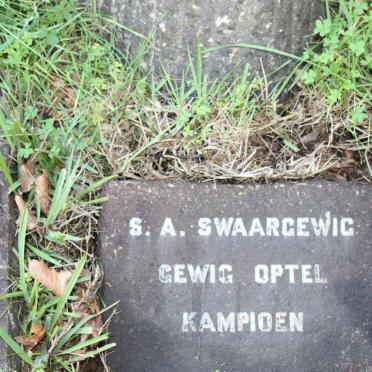 S. A. SWAARGEWIG
GEWIG OPTEL
KAMPIOEN